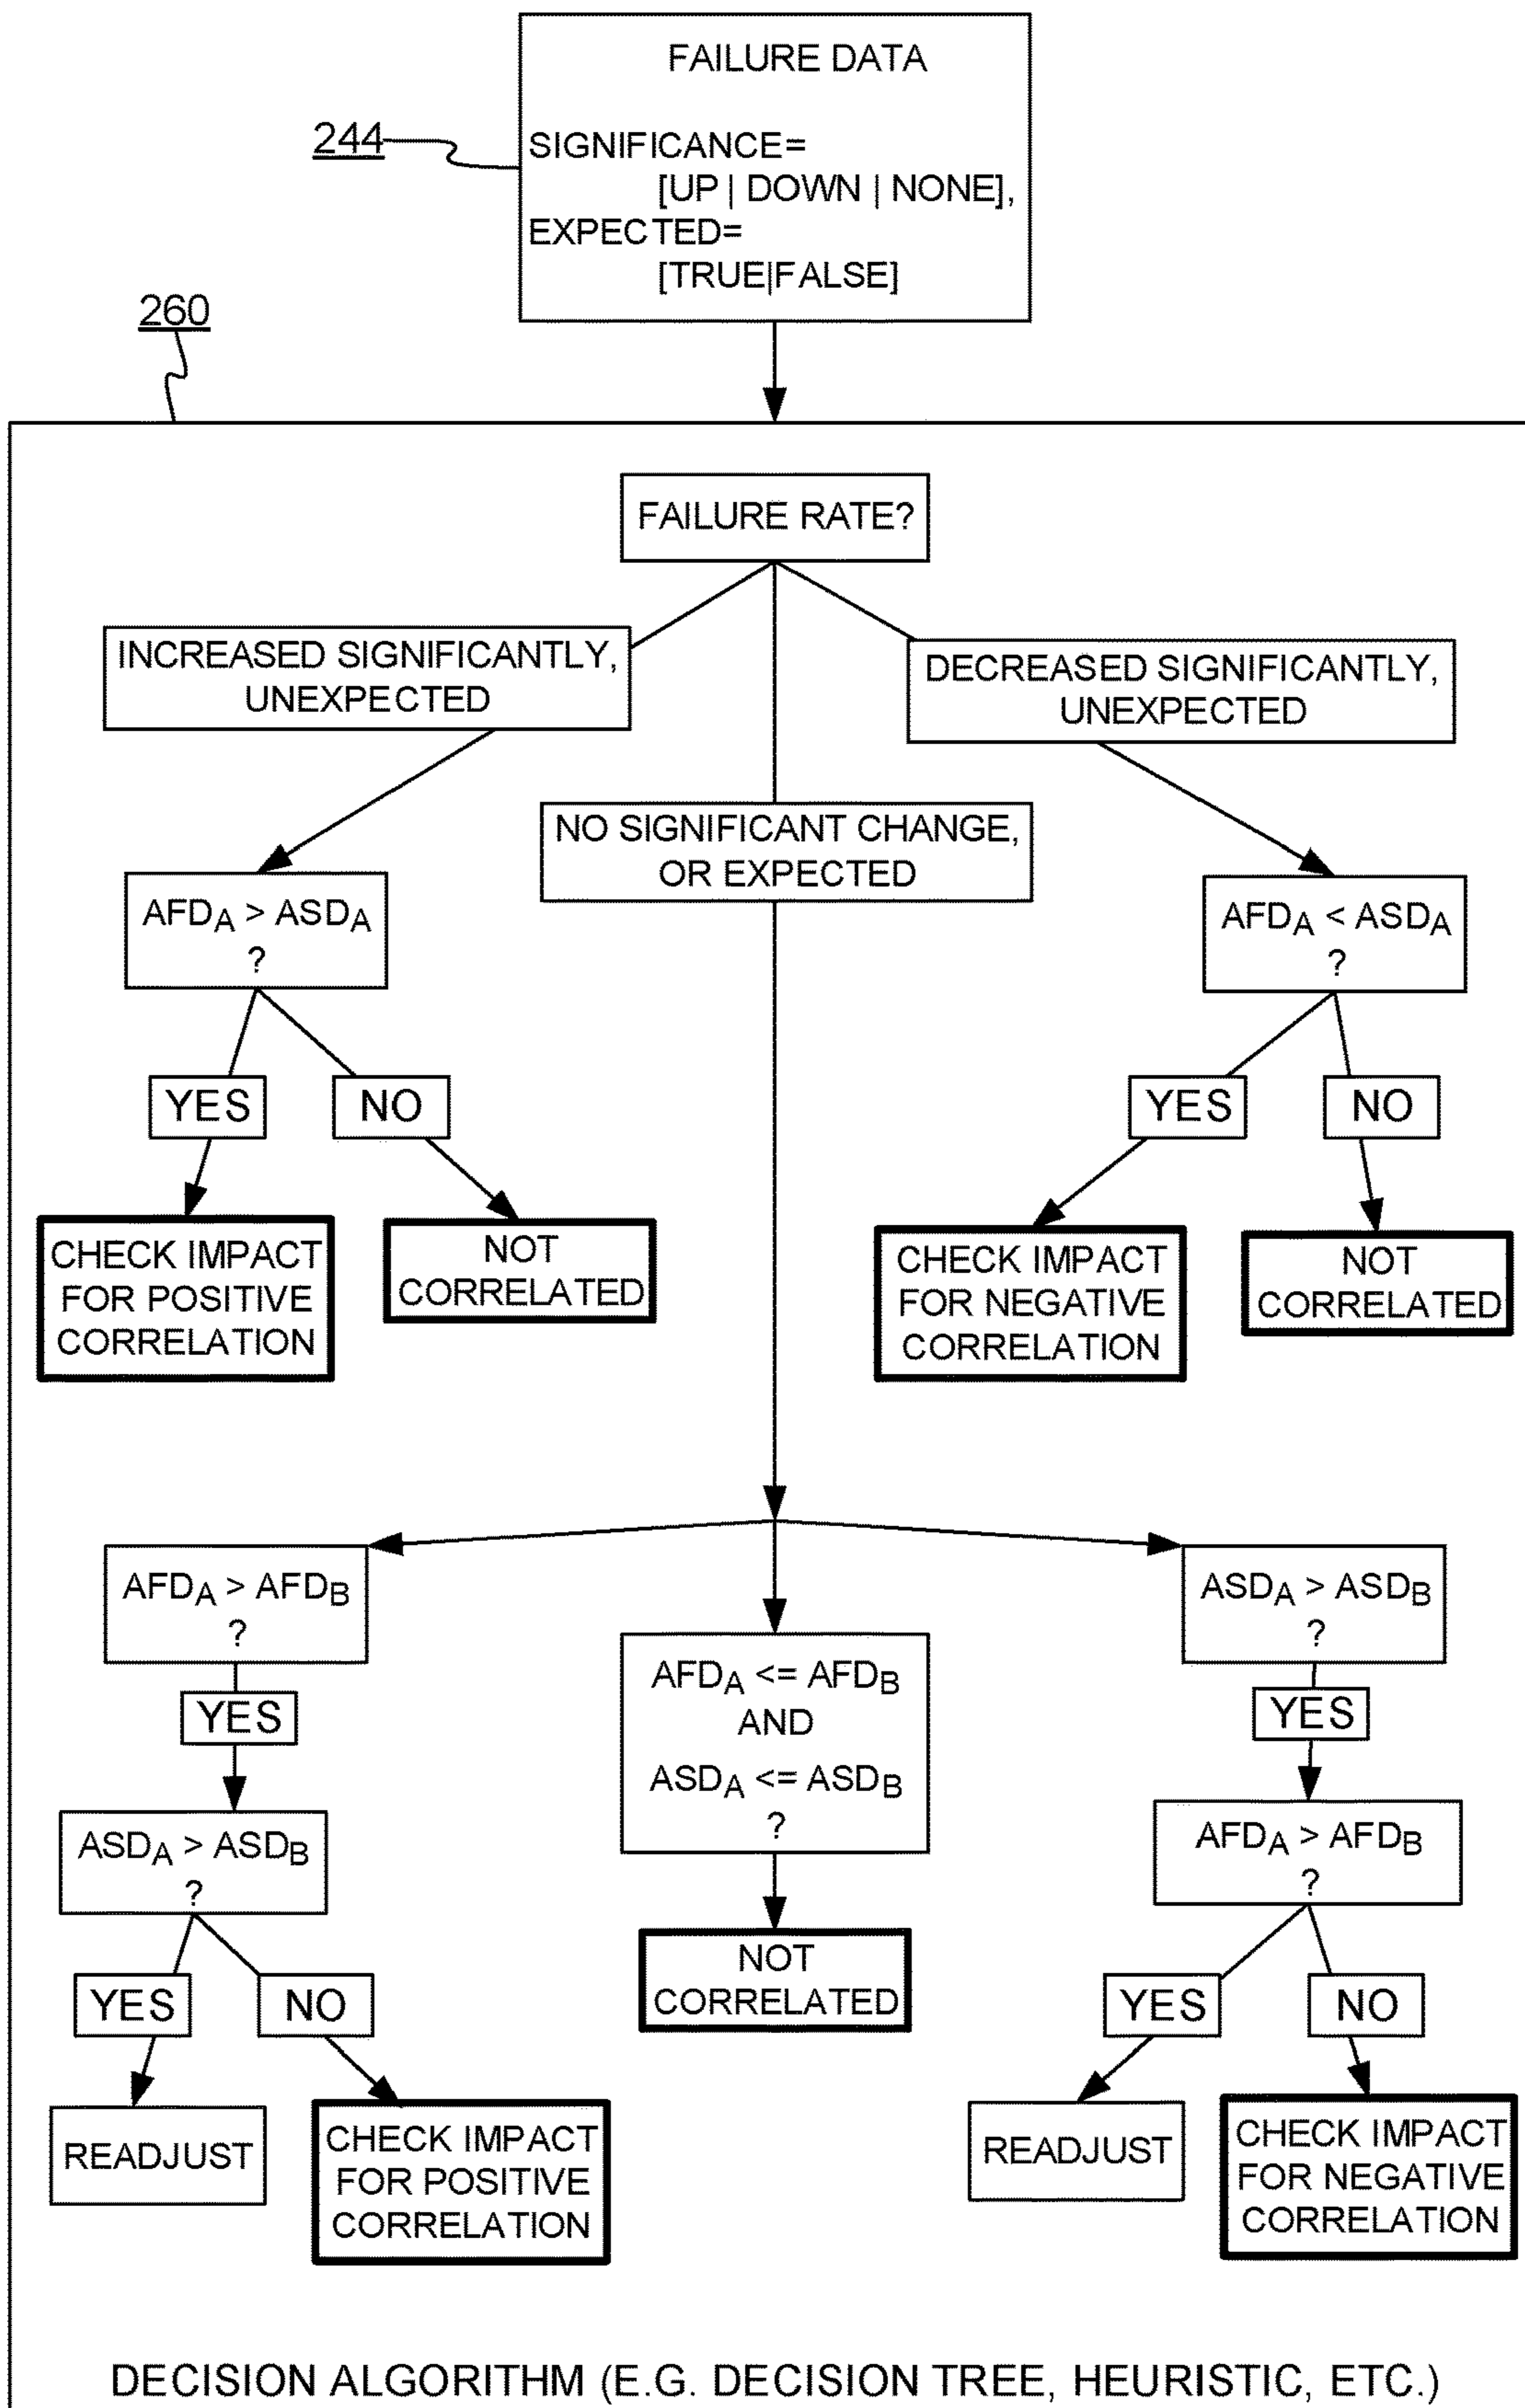 FAILURE DATA
244
SIGNIFICANCE=
[UP | DOWN | NONE],
EXPECTED=
[TRUE|FALSE]
260
FAILURE RATE?
INCREASED SIGNIFICANTLY,
UNEXPECTED
DECREASED SIGNIFICANTLY,
UNEXPECTED
NO SIGNIFICANT CHANGE,
OR EXPECTED
AFDA > ASDA
?
AFDA < ASDA
?
YES
NO
YES
NO
CHECK IMPACT
FOR POSITIVE
CORRELATION
NOT
CORRELATED
CHECK IMPACT
FOR NEGATIVE
CORRELATION
NOT
CORRELATED
AFDA > AFDB
?
YES
ASDA > ASDB
?
YES
NO
READJUST
CHECK IMPACT
FOR POSITIVE
CORRELATION
AFDA <= AFDB
AND
ASDA <= ASDB
?
NOT
CORRELATED
ASDA > ASDB
?
YES
AFDA > AFDB
?
YES
NO
READJUST
CHECK IMPACT
FOR NEGATIVE
CORRELATION
DECISION ALGORITHM (E.G. DECISION TREE, HEURISTIC, ETC.)